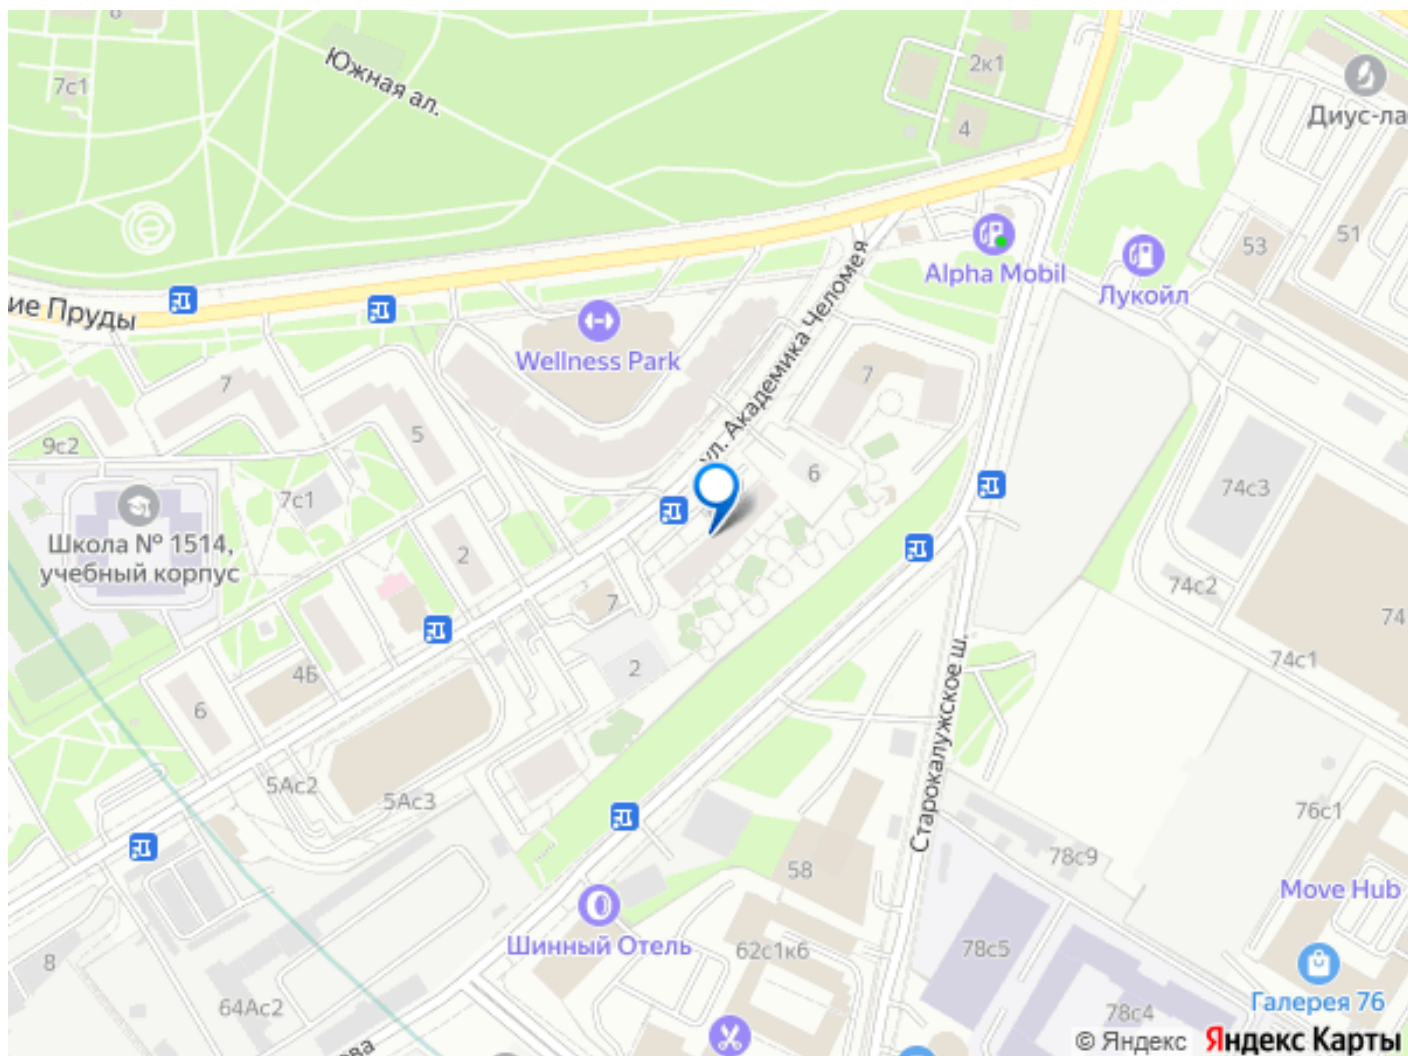 Южная ал.
7с1
2к1
4
Диус-ла
53
51
Alpha Mobil
Лукойл
ие Пруды
Wellness Park
ул. Академика Челомея
7
7
5
9с2
7с1
6
Школа № 1514,
учебный корпус
2
7
74с3
74с2
74
74с1
4Б
2
6
Старокалужское ш.
5Ас2
5Ас3
76с1
58
78с9
Move Hub
Шинный Отель
62с1к6
78с5
8
64Ас2
Галерея 76
78с4
ова
© Яндекс Яндекс Карты